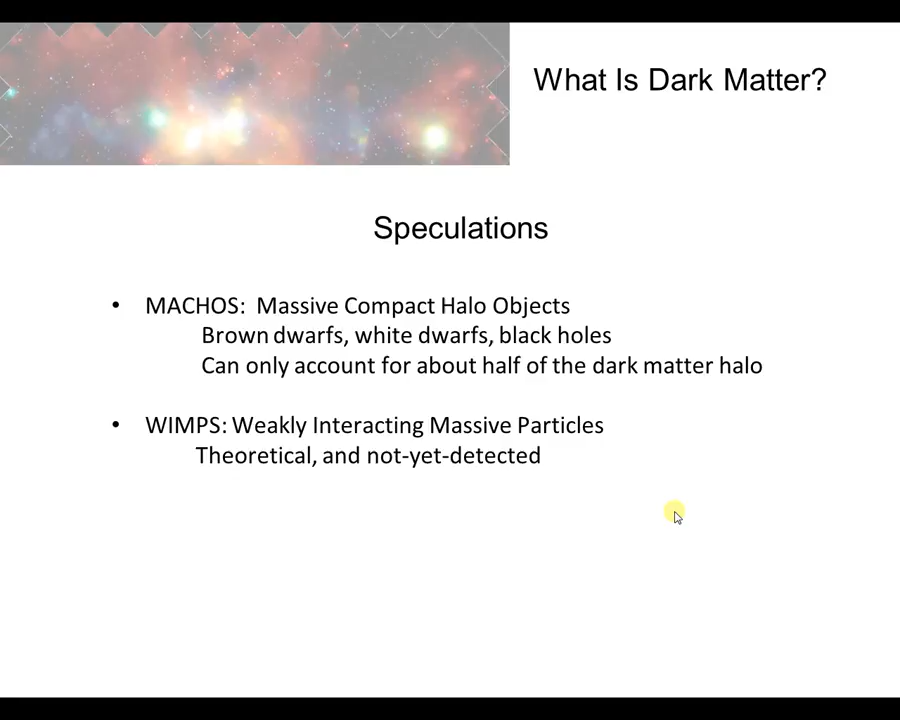 What Is Dark Matter?
Speculations
• MACHOS: Massive Compact Halo Objects
Brown dwarfs, white dwarfs, black holes
Can only account for about half of the dark matter halo
• WIMPS: Weakly Interacting Massive Particles
Theoretical, and not-yet-detected